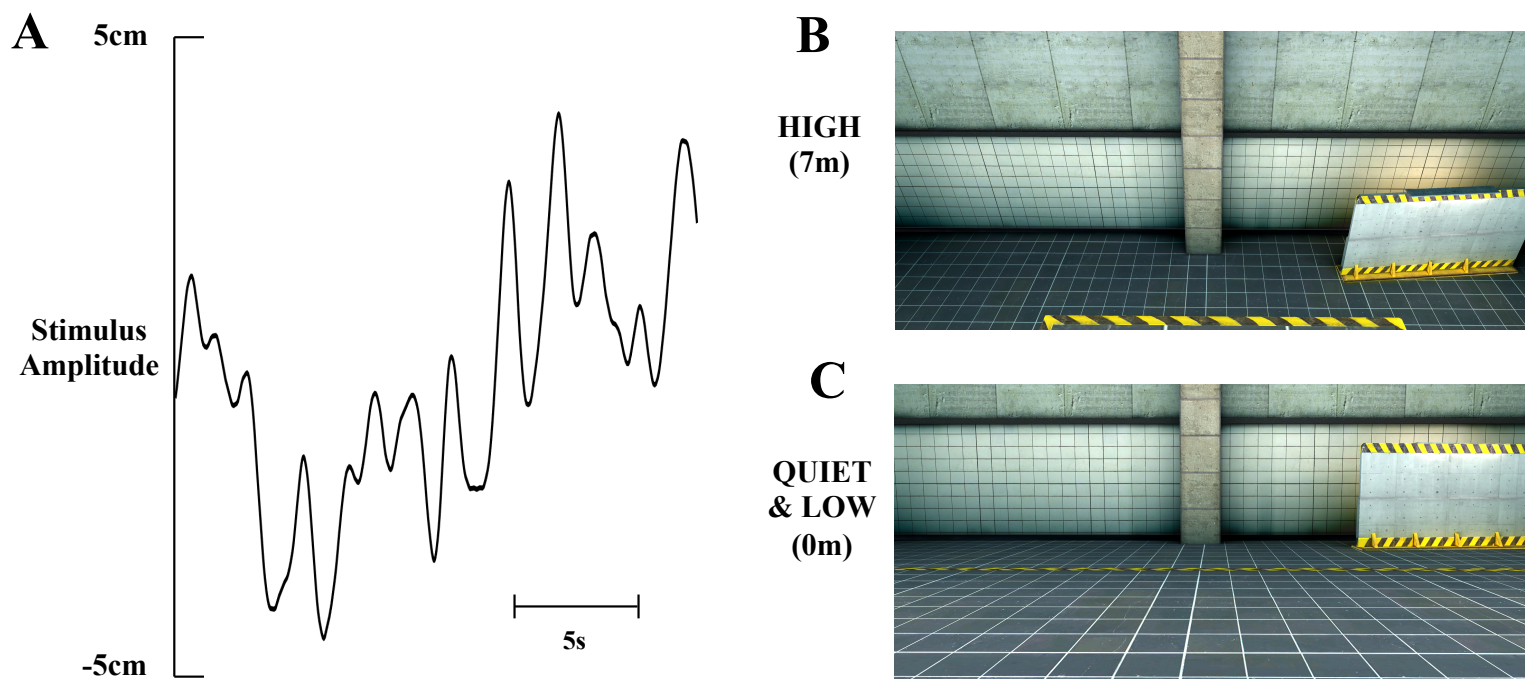 A
5cm
Stimulus
Amplitude
-5cm
5s
B
HIGH
(7m)
C
QUIET
& LOW
(0m)